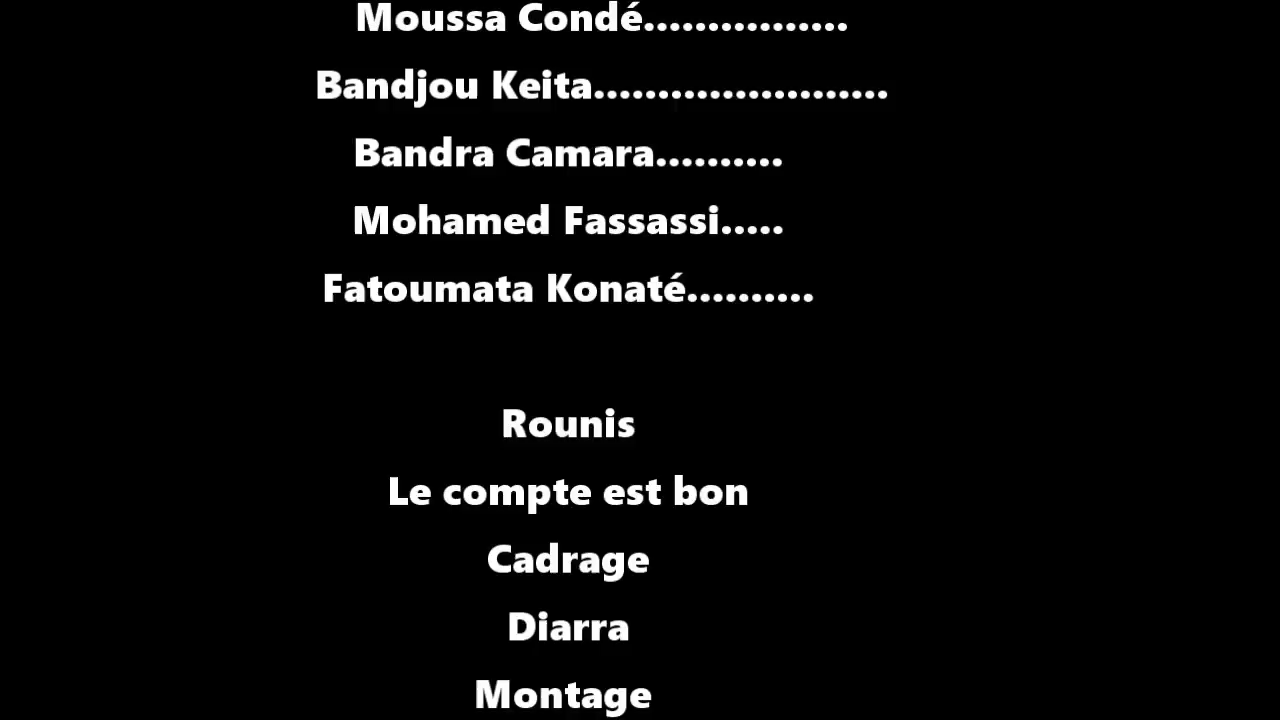 Moussa Condé................
Bandjou Keita.......................
Bandra Camara..........
Mohamed Fassassi.....
Fatoumata Konaté..........
Rounis
Le compte est bon
Cadrage
Diarra
Montage